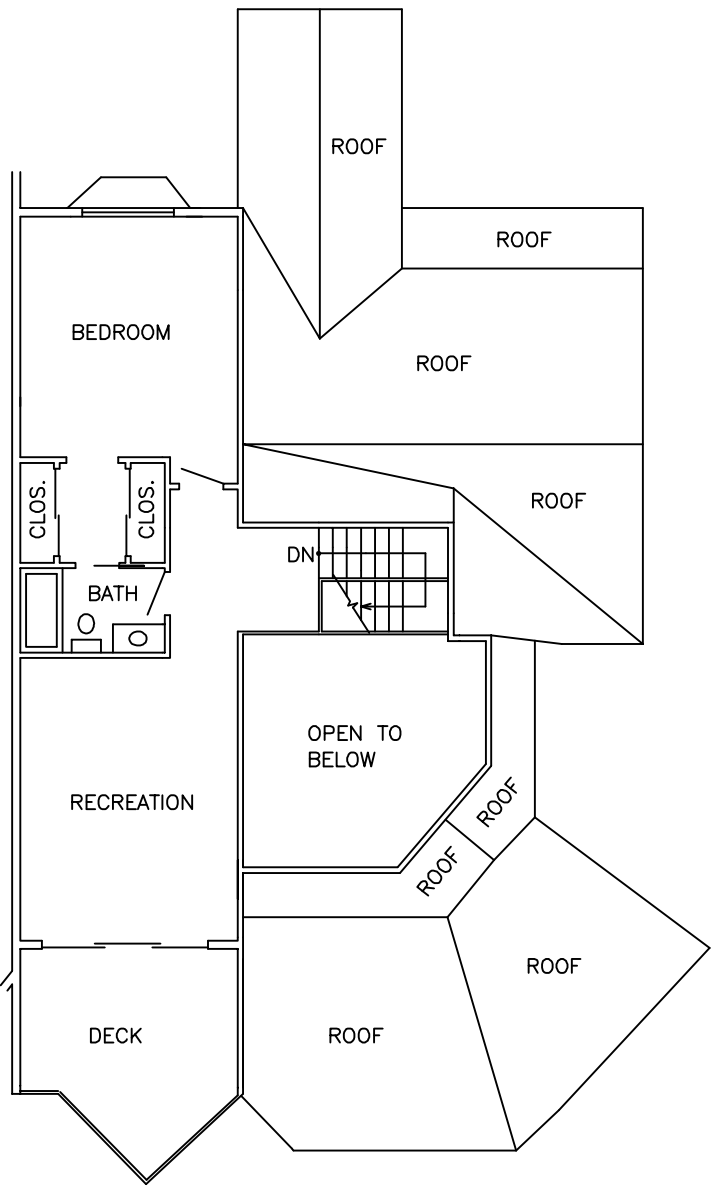 ROOF
ROOF
BEDROOM
ROOF
CLOS.
CLOS.
ROOF
DN
BATH
OPEN TO
BELOW
RECREATION
ROOF
ROOF
ROOF
DECK
ROOF